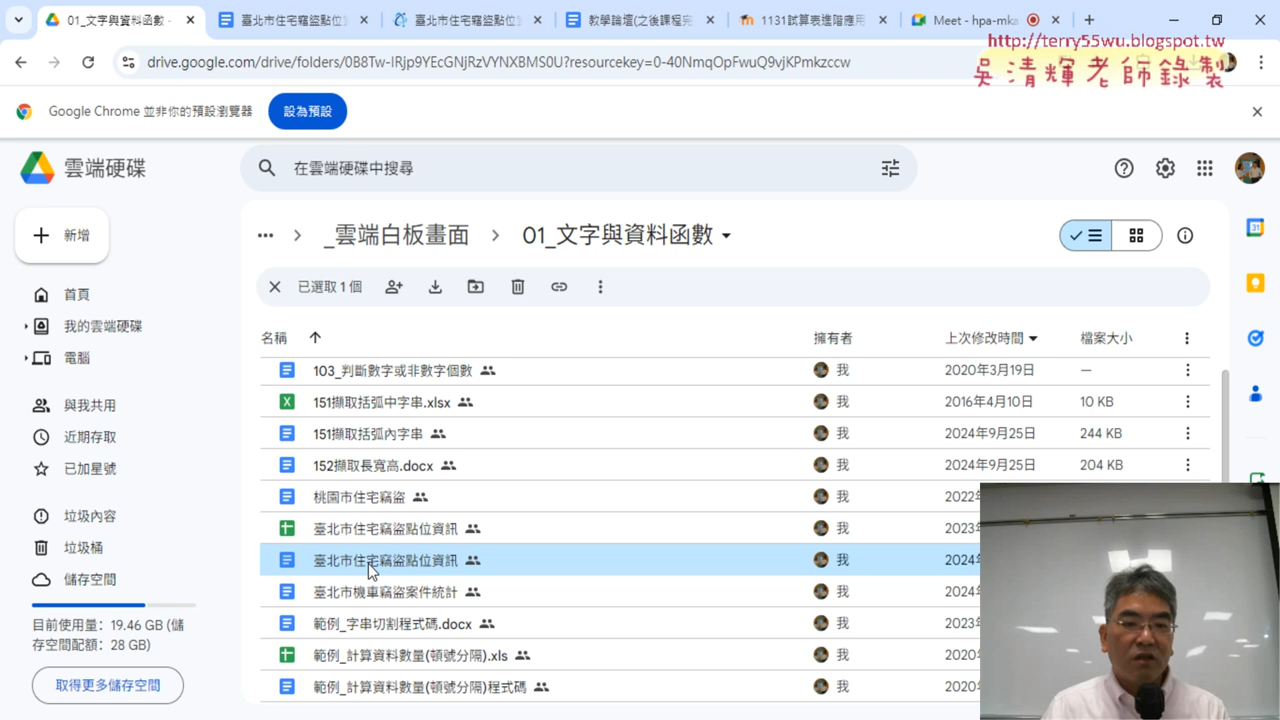 01_文字與資料函數 -
臺北市住宅竊盜點位
臺北市住宅竊盜點位
教學論壇(之後課程完
1131試算表進階應用
Meet - hpa-mka
http://terry55wu.blogspot.tw
drive.google.com/drive/folders/0B8Tw-IRjp9YEcGNjRzVYNXBMS0U?resourcekey=0-40NmqOpFwuQ9vjKPmkzccw
吳清輝老師錄製
Google Chrome 並非你的預設瀏覽器
設為預設
雲端硬碟
在雲端硬碟中搜尋
新增
_雲端白板畫面 > 01_文字與資料函數
已選取 1 個
首頁
我的雲端硬碟
電腦
與我共用
近期存取
已加星號
垃圾內容
垃圾桶
儲存空間
目前使用量：19.46 GB (儲
存空間配額：28 GB)
取得更多儲存空間
名稱 擁有者 上次修改時間 檔案大小
103_判斷數字或非數字個數 我 2020年3月19日 —
151擷取括弧中字串.xlsx 我 2016年4月10日 10 KB
151擷取括弧內字串 我 2024年9月25日 244 KB
152擷取長寬高.docx 我 2024年9月25日 204 KB
桃園市住宅竊盜 我 2022
臺北市住宅竊盜點位資訊 我 2023
臺北市住宅竊盜點位資訊 我 2024
臺北市機車竊盜案件統計 我 2024
範例_字串切割程式碼.docx 我 2023
範例_計算資料數量(頓號分隔).xls 我 2020
範例_計算資料數量(頓號分隔)程式碼 我 2020